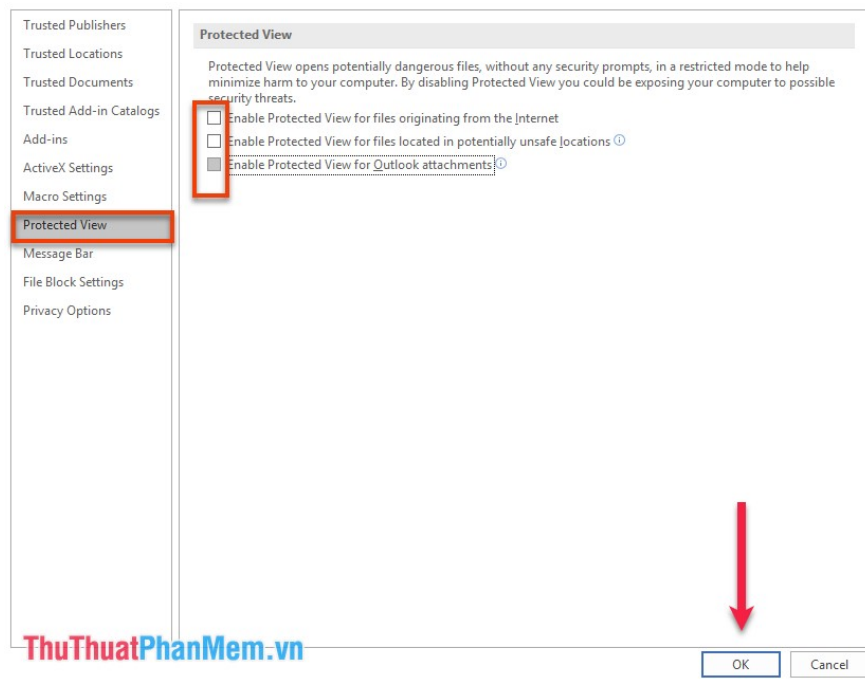 Trusted Publishers
Trusted Locations
Trusted Documents
Trusted Add-in Catalogs
Add-ins
ActiveX Settings
Macro Settings
Protected View
Message Bar
File Block Settings
Privacy Options
Protected View
Protected View opens potentially dangerous files, without any security prompts, in a restricted mode to help
minimize harm to your computer. By disabling Protected View you could be exposing your computer to possible
security threats.
Enable Protected View for files originating from the Internet
Enable Protected View for files located in potentially unsafe locations
Enable Protected View for Outlook attachments
ThuThuatPhanMem.vn
OK
Cancel